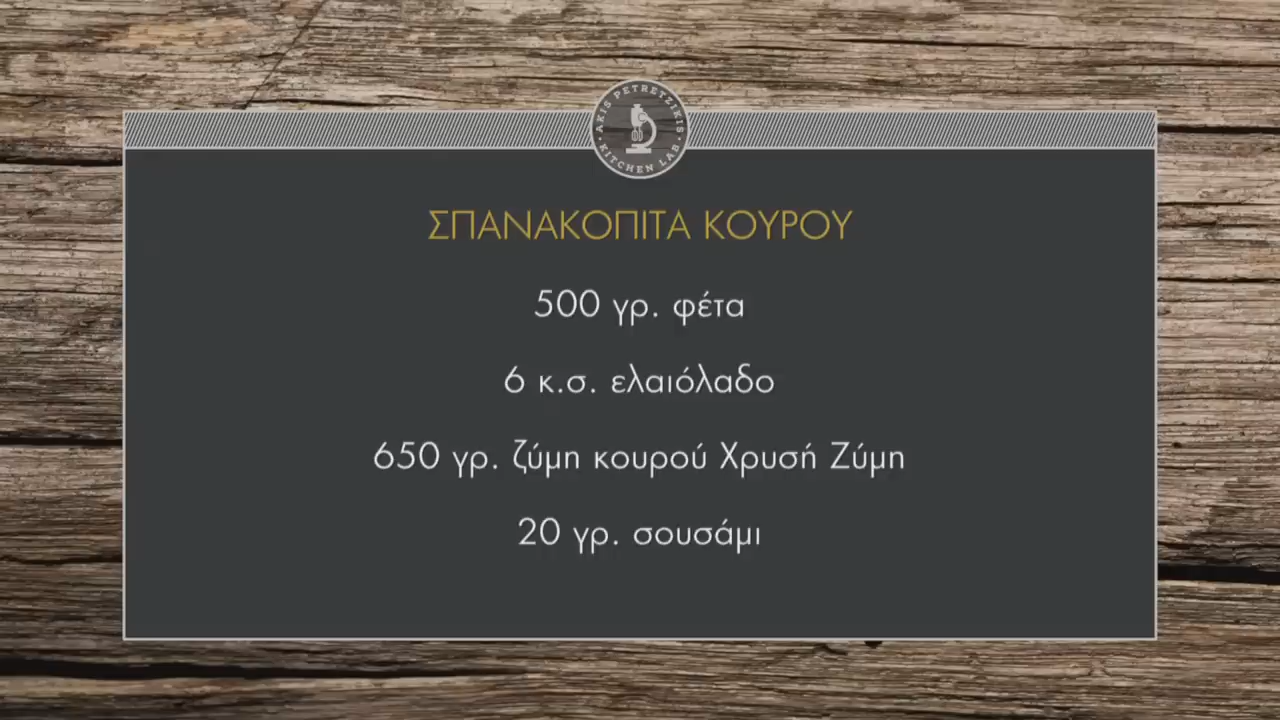 AKIS PETRETZIKIS
KITCHEN LAB
ΣΠΑΝΑΚΟΠΙΤΑ ΚΟΥΡΟΥ
500 γρ. φέτα
6 κ.σ. ελαιόλαδο
650 γρ. ζύμη κουρού Χρυσή Ζύμη
20 γρ. σουσάμι